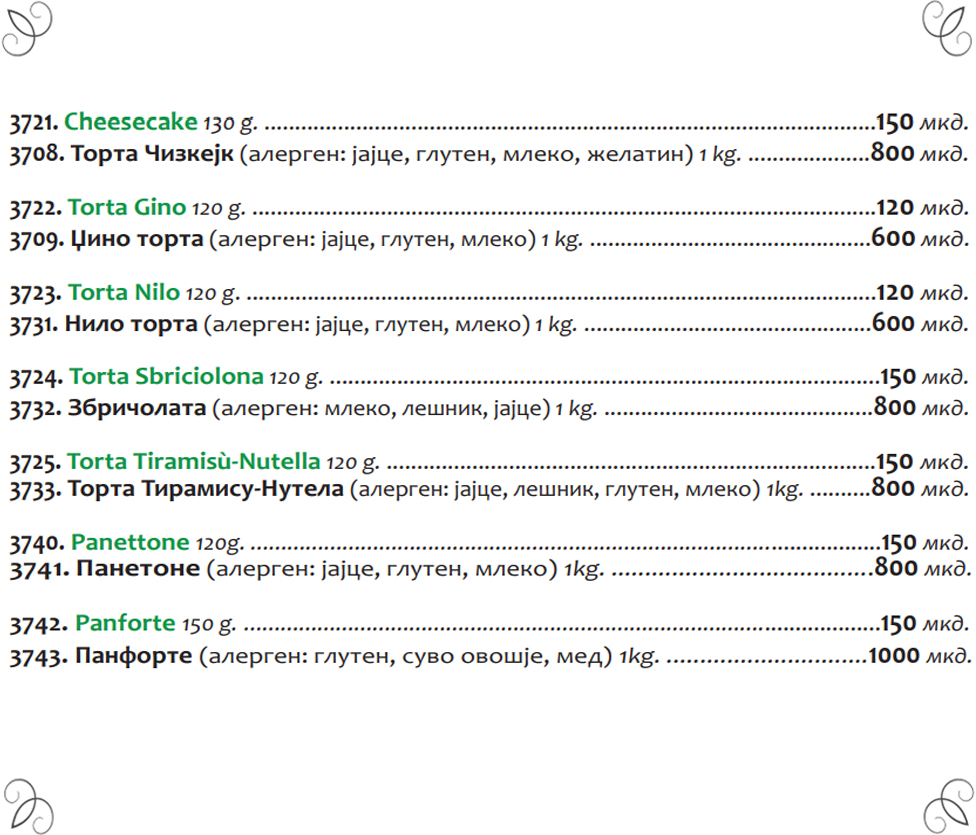 3721. Cheesecake 130 g. ........................................................................................150 мкд.
3708. Торта Чизкејк (алерген: јајце, глутен, млеко, желатин) 1 kg. ..................800 мкд.
3722. Torta Gino 120 g. ..........................................................................................120 мкд.
3709. Џино торта (алерген: јајце, глутен, млеко) 1 kg. ........................................600 мкд.
3723. Torta Nilo 120 g. ...........................................................................................120 мкд.
3731. Нило торта (алерген: јајце, глутен, млеко) 1 kg. .........................................600 мкд.
3724. Torta Sbriciolona 120 g. ...............................................................................150 мкд.
3732. Збричолата (алерген: млеко, лешник, јајце) 1 kg. .......................................800 мкд.
3725. Torta Tiramisù-Nutella 120 g. ......................................................................150 мкд.
3733. Торта Тирамису-Нутела (алерген: јајце, лешник, глутен, млеко) 1kg. ..........800 мкд.
3740. Panettone 120g. ...........................................................................................150 мкд.
3741. Панетоне (алерген: јајце, глутен, млеко) 1kg. ..................................800 мкд.
3742. Panforte 150 g. ............................................................................................150 мкд.
3743. Панфорте (алерген: глутен, суво овошје, мед) 1kg. .............................1000 мкд.